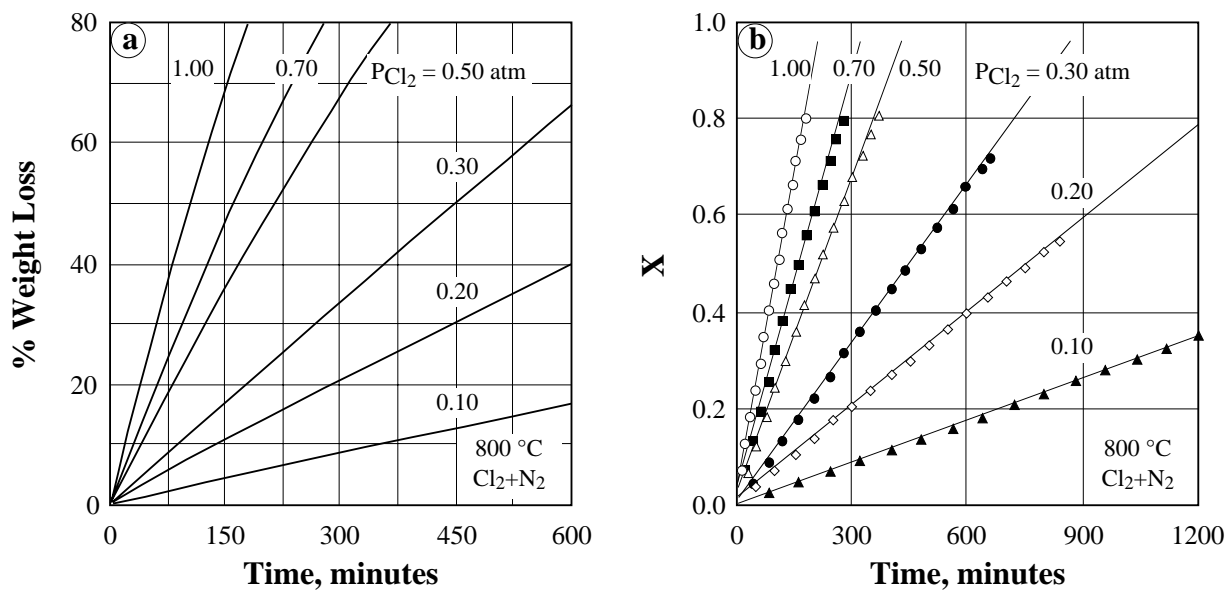 a
80
60
40
20
0
% Weight Loss
1.00
0.70
PCl2 = 0.50 atm
0.30
0.20
0.10
800 °C
Cl2+N2
0
150
300
450
600
Time, minutes
b
1.0
0.8
0.6
0.4
0.2
0.0
X
1.00
0.70
0.50
PCl2 = 0.30 atm
0.20
0.10
800 °C
Cl2+N2
0
300
600
900
1200
Time, minutes